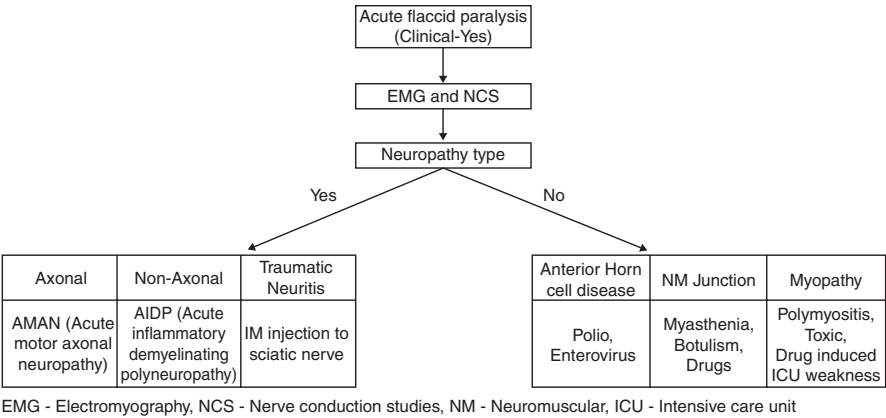 Acute flaccid paralysis
(Clinical-Yes)
EMG and NCS
Neuropathy type
Yes
No
Axonal
Non-Axonal
Traumatic
Neuritis
AMAN (Acute
motor axonal
neuropathy)
AIDP (Acute
inflammatory
demyelinating
polyneuropathy)
IM injection to
sciatic nerve
Anterior Horn
cell disease
NM Junction
Myopathy
Polio,
Enterovirus
Myasthenia,
Botulism,
Drugs
Polymyositis,
Toxic,
Drug induced
ICU weakness
EMG - Electromyography, NCS - Nerve conduction studies, NM - Neuromuscular, ICU - Intensive care unit